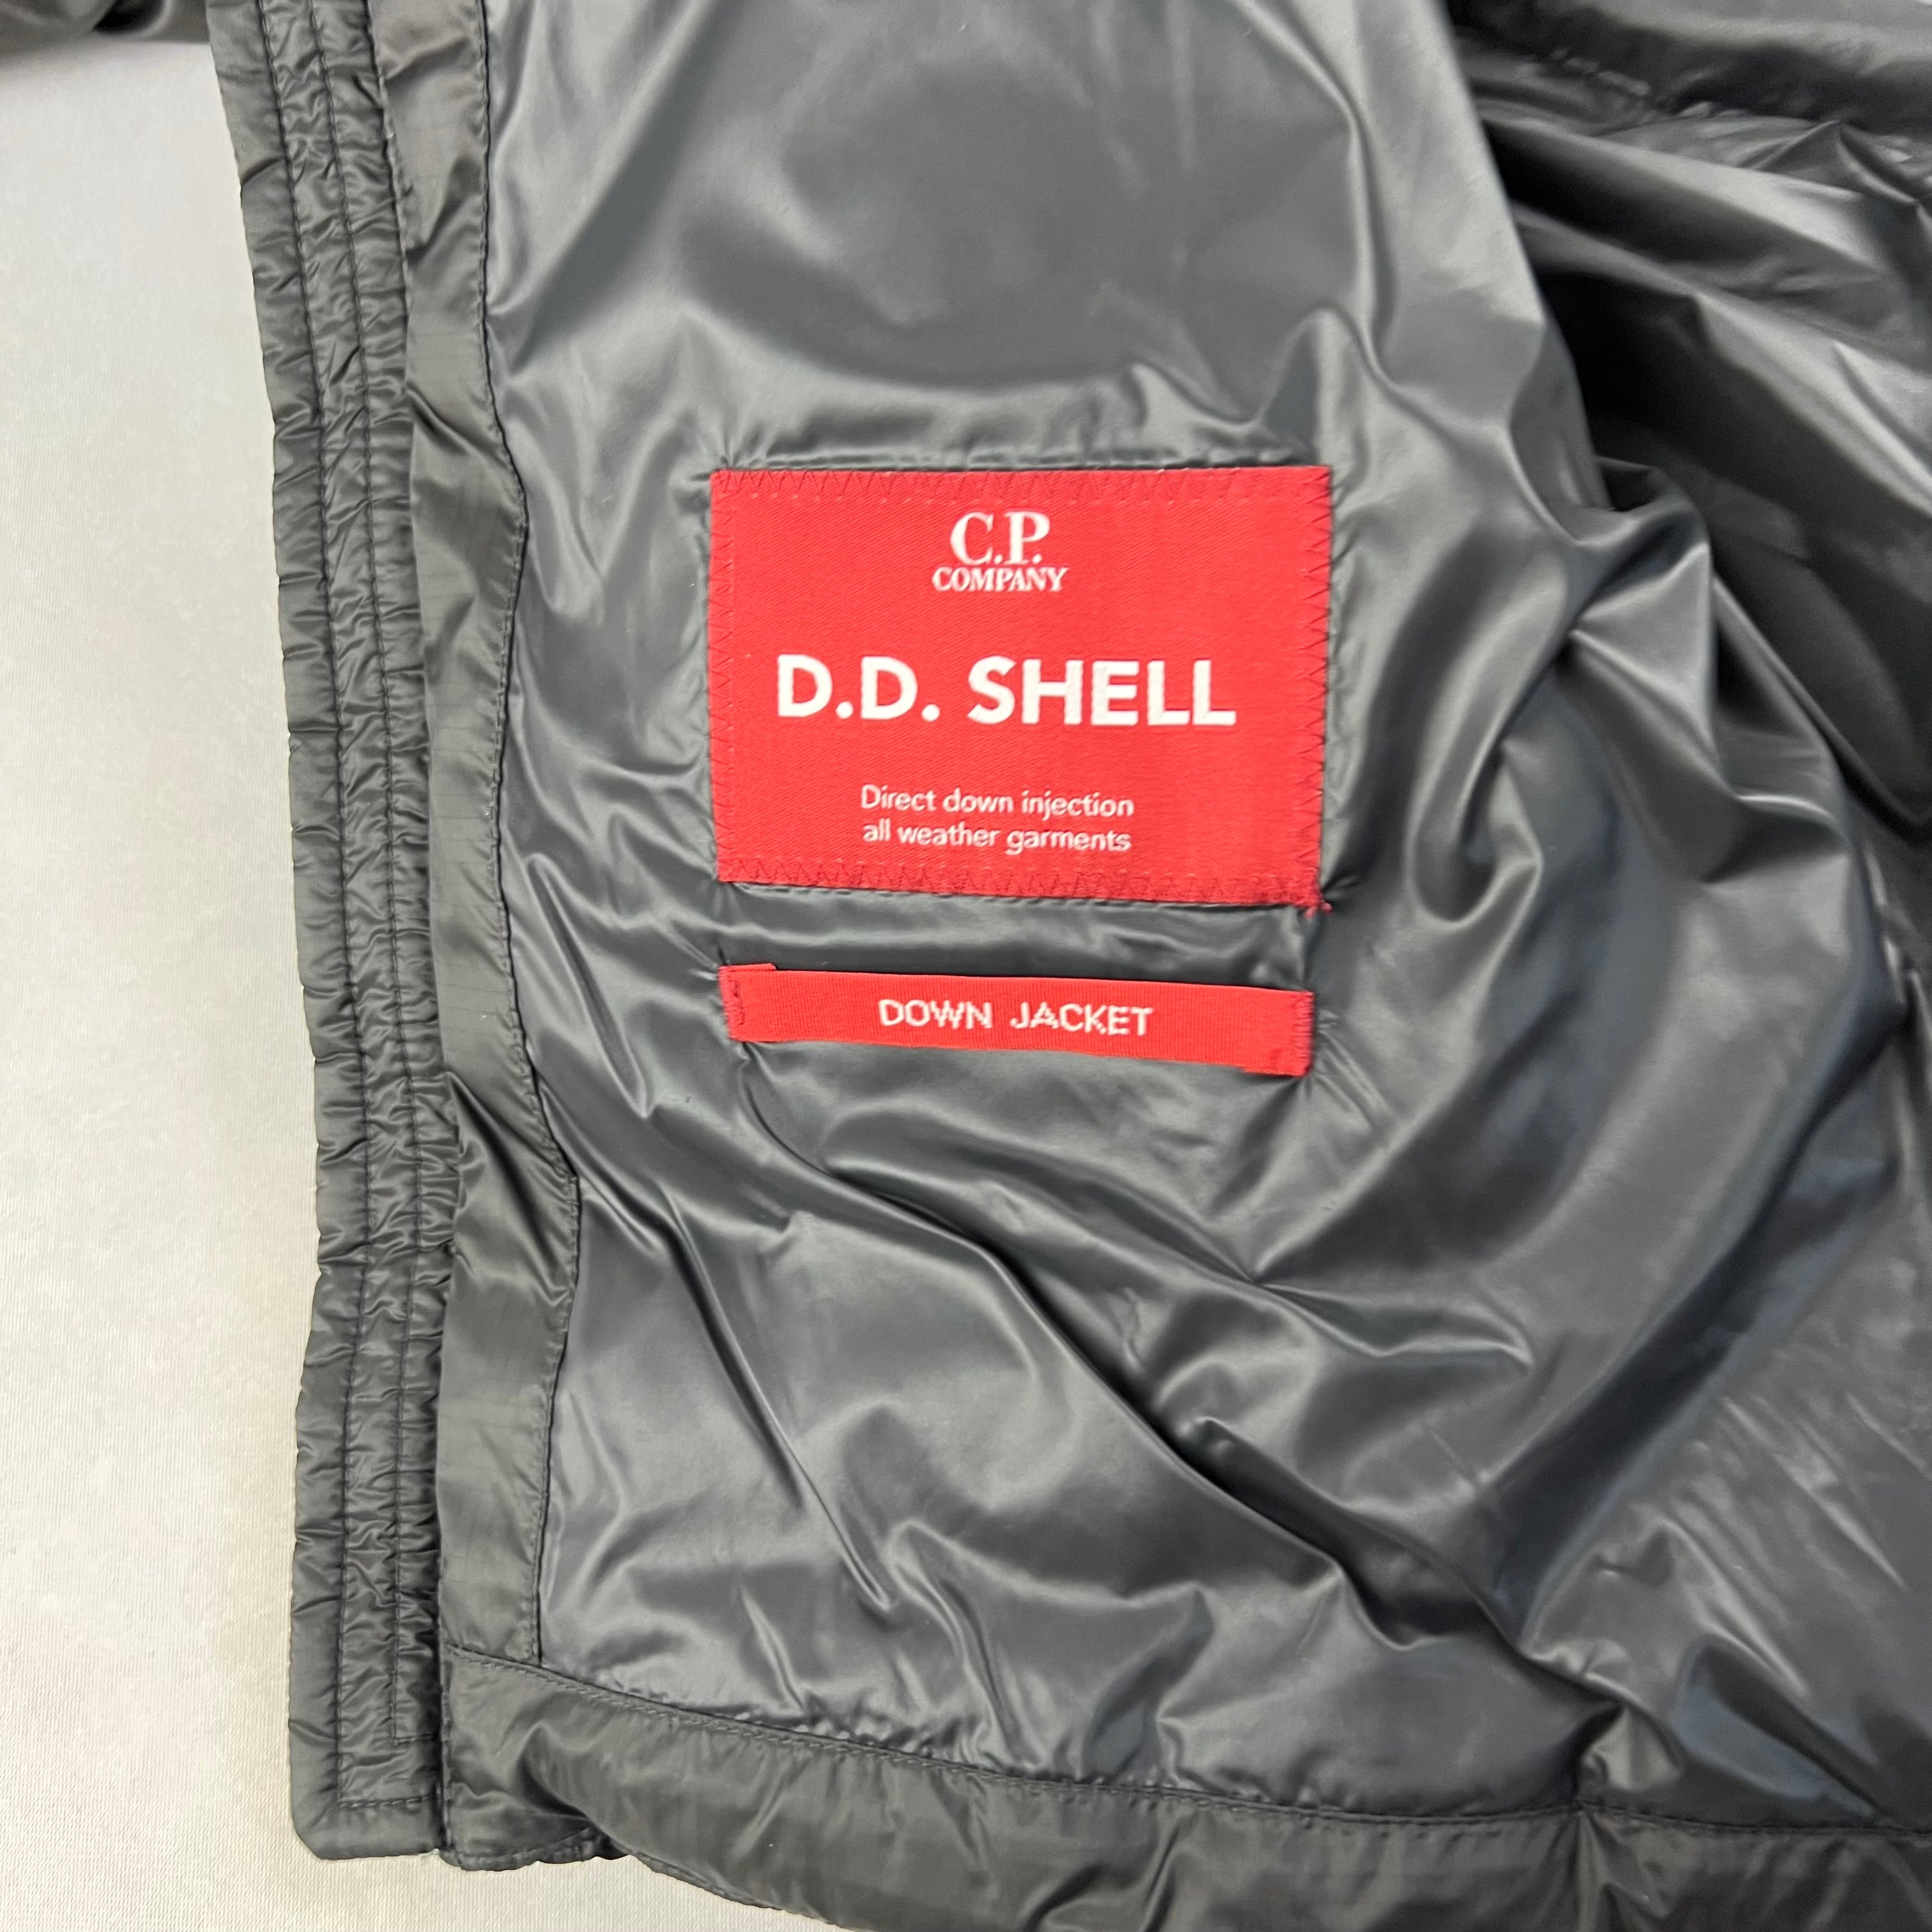 C.P.
COMPANY
D.D. SHELL
Direct down injection
all weather garments
DOWN JACKET